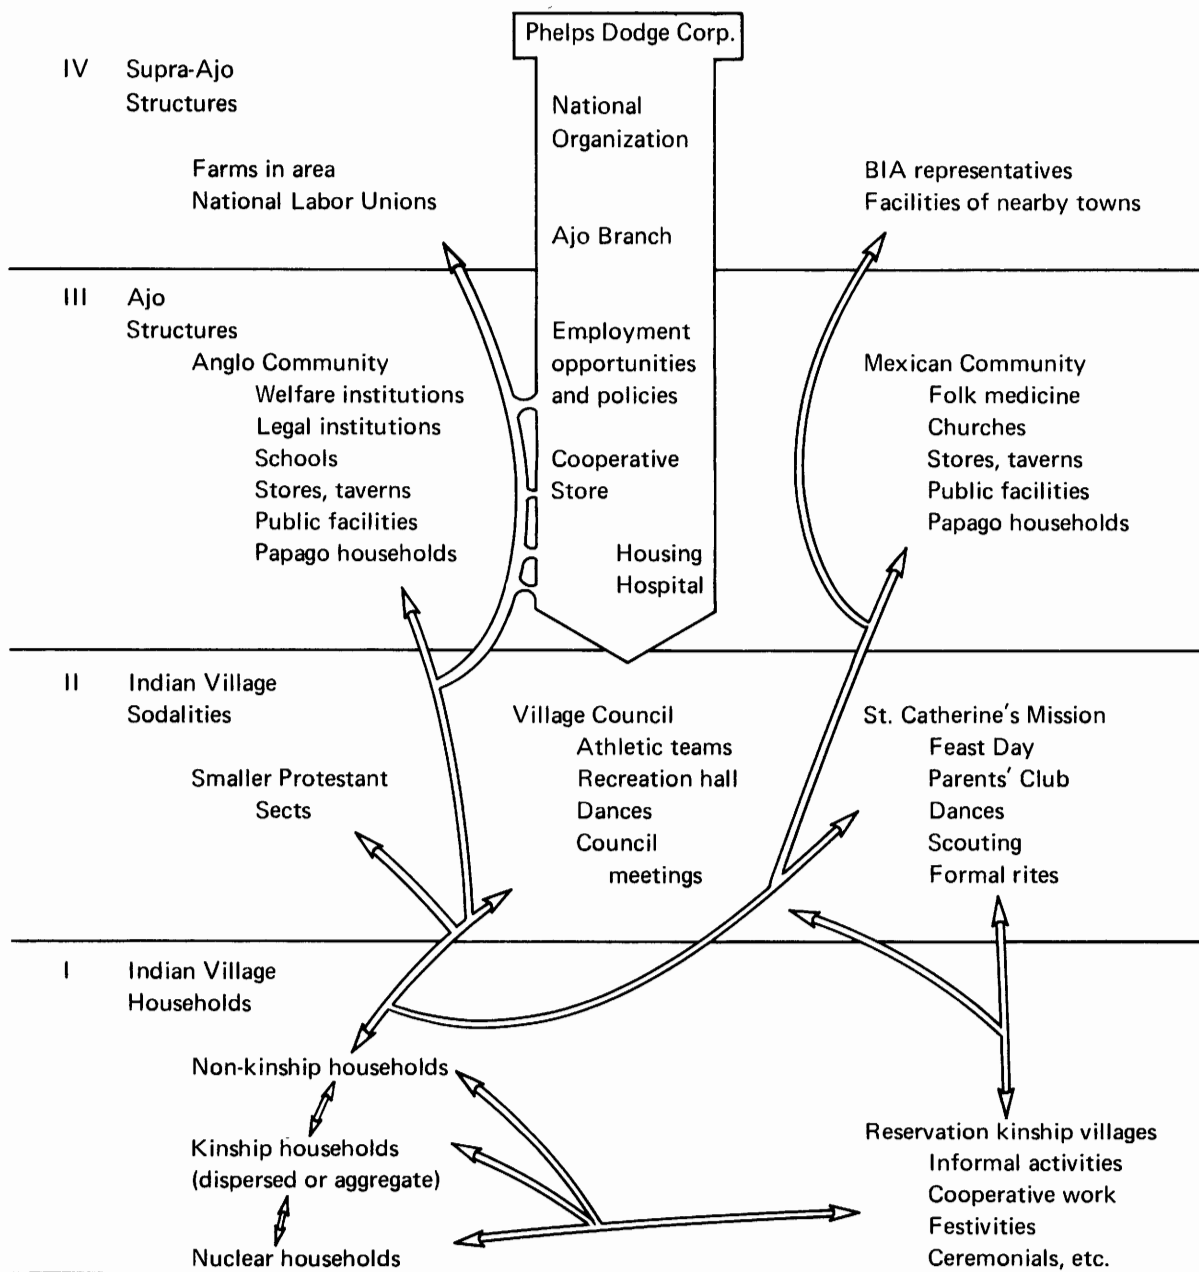 Phelps Dodge Corp.
IV Supra-Ajo
Structures
National
Organization
Farms in area
National Labor Unions
BIA representatives
Facilities of nearby towns
Ajo Branch
III Ajo
Structures
Anglo Community
Welfare institutions
Legal institutions
Schools
Stores, taverns
Public facilities
Papago households
Employment
opportunities
and policies
Cooperative
Store
Housing
Hospital
Mexican Community
Folk medicine
Churches
Stores, taverns
Public facilities
Papago households
II Indian Village
Sodalities
Smaller Protestant
Sects
Village Council
Athletic teams
Recreation hall
Dances
Council
meetings
St. Catherine's Mission
Feast Day
Parents' Club
Dances
Scouting
Formal rites
I Indian Village
Households
Non-kinship households
Kinship households
(dispersed or aggregate)
Nuclear households
Reservation kinship villages
Informal activities
Cooperative work
Festivities
Ceremonials, etc.